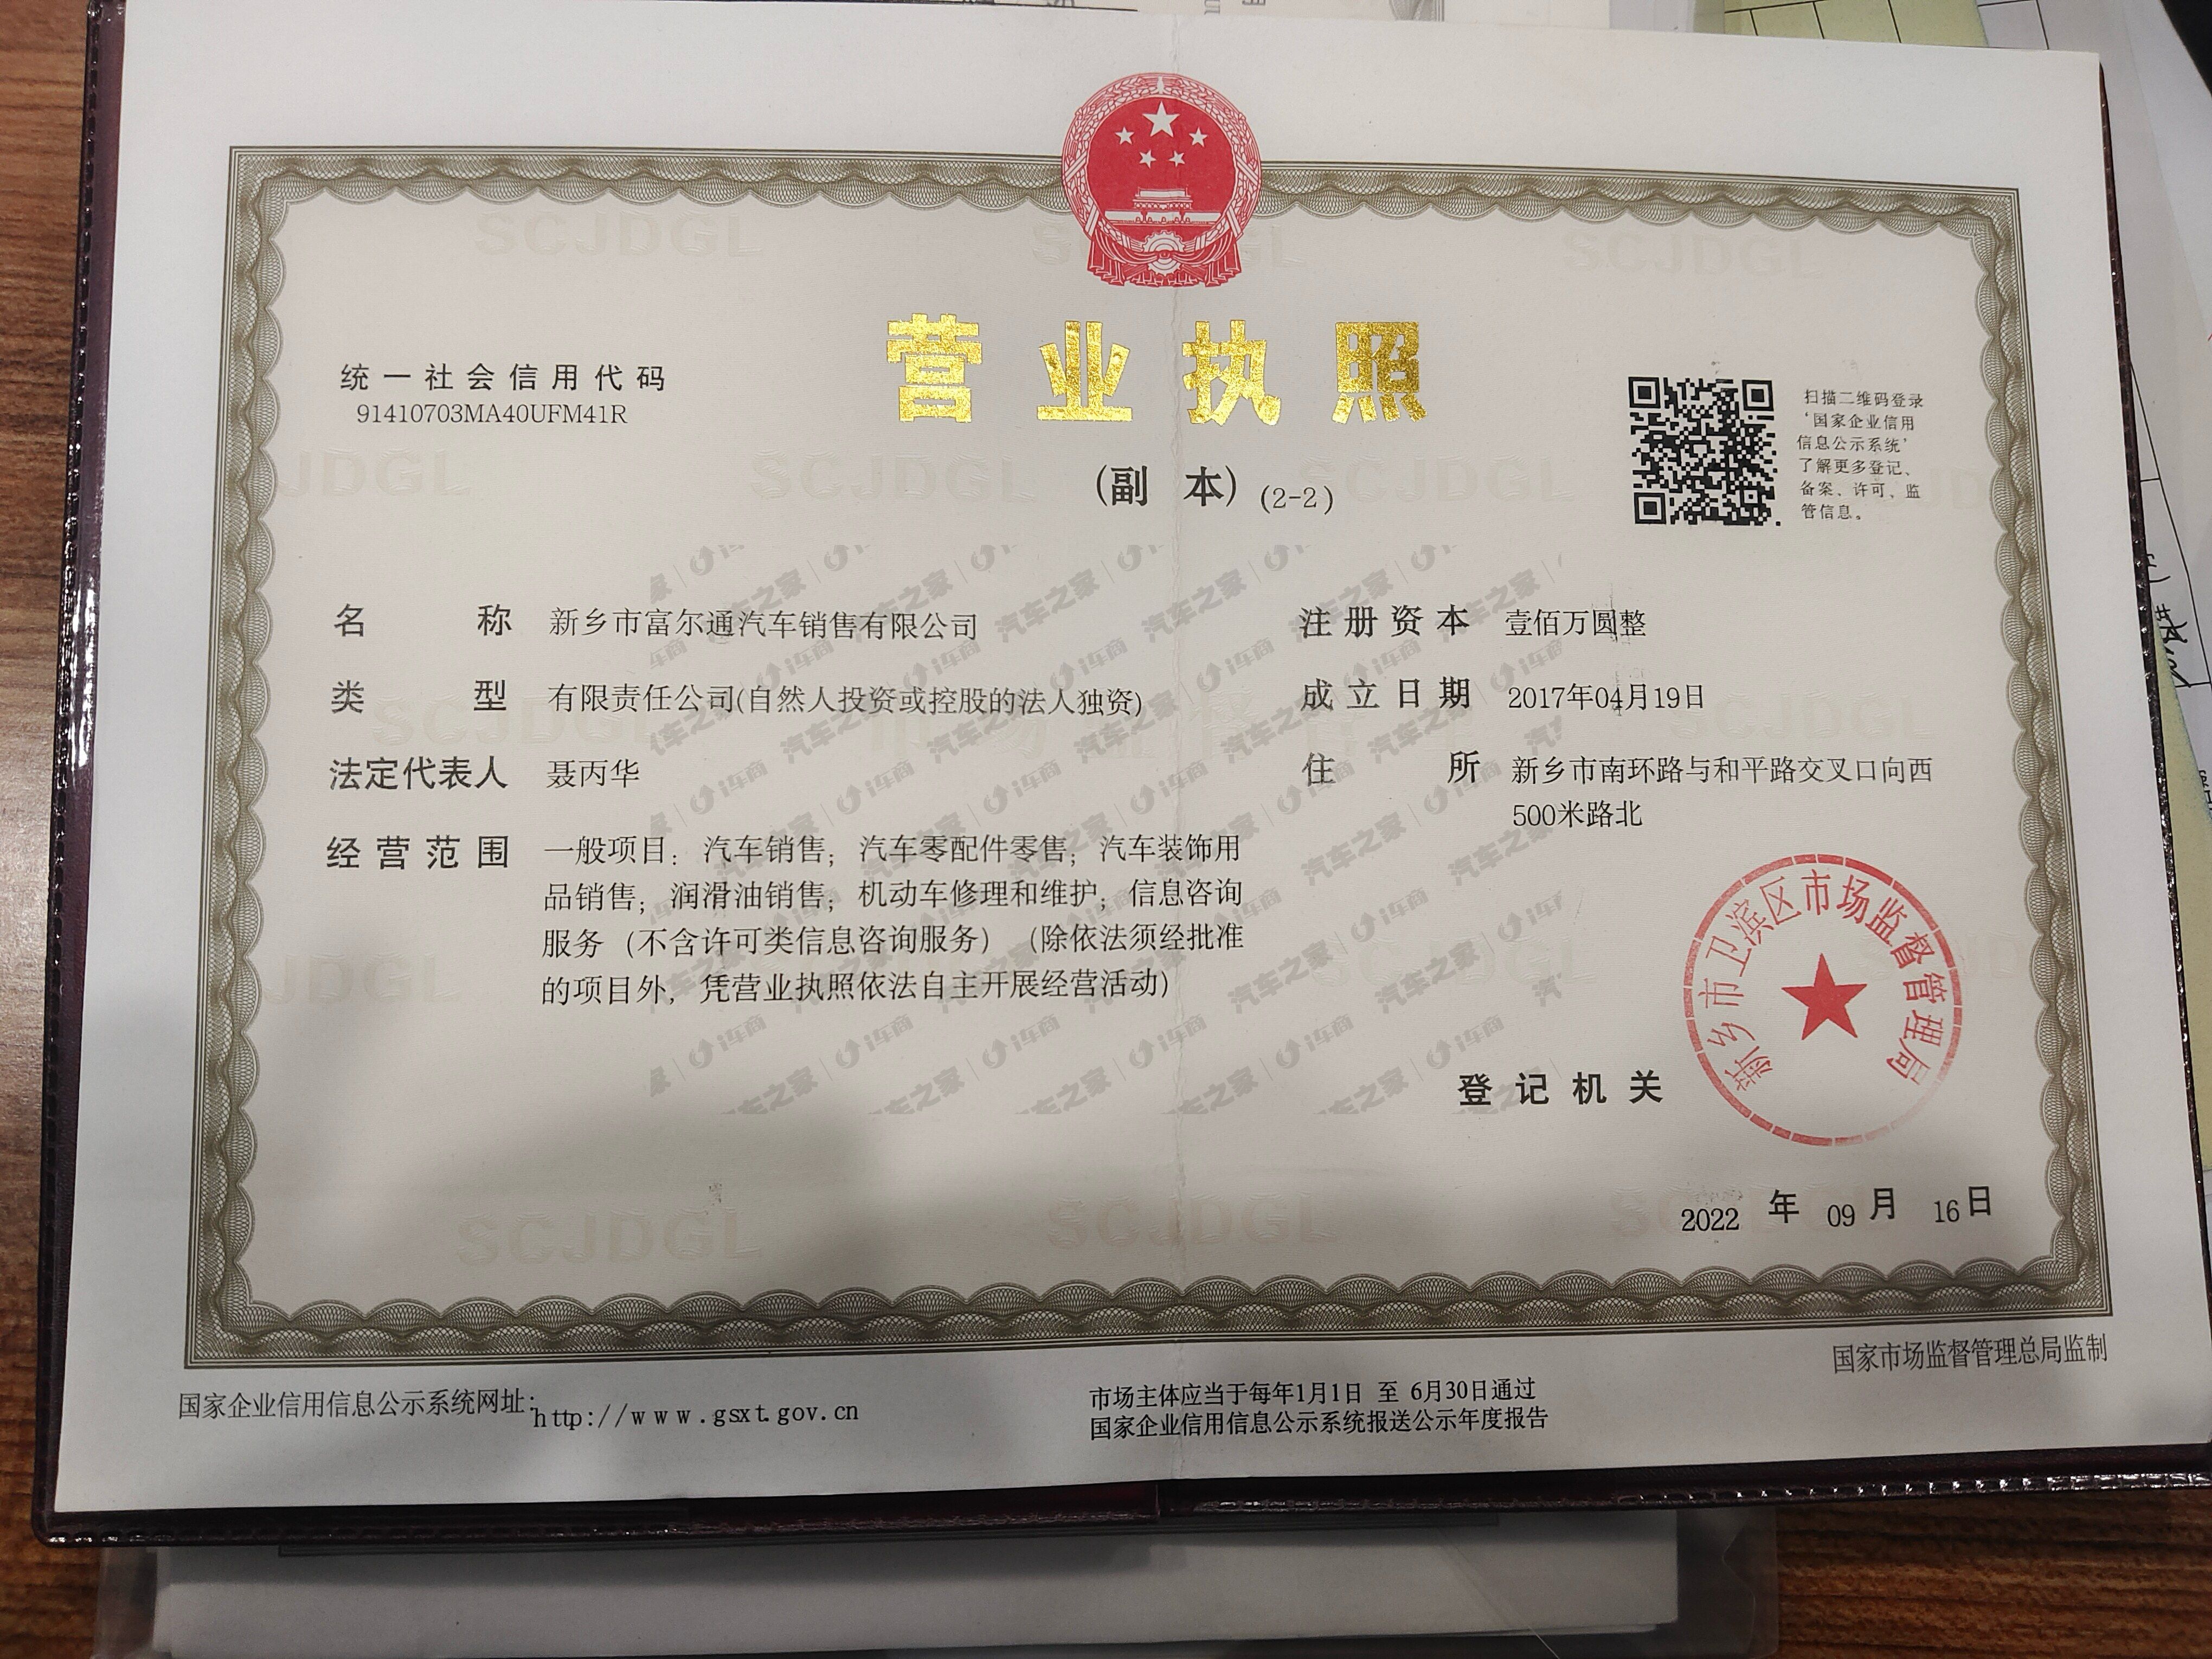 营业执照
（副 本）(2-2)
统一社会信用代码
91410703MA40UFM41R
扫描二维码登录
‘国家企业信用
信息公示系统’
了解更多登记、
备案、许可、监
管信息。
名 称 新乡市富尔通汽车销售有限公司
类 型 有限责任公司(自然人投资或控股的法人独资)
法定代表人 聂丙华
经营范围 一般项目：汽车销售；汽车零配件零售；汽车装饰用
品销售；润滑油销售；机动车修理和维护；信息咨询
服务（不含许可类信息咨询服务）（除依法须经批准
的项目外，凭营业执照依法自主开展经营活动）
注册资本 壹佰万圆整
成立日期 2017年04月19日
住 所 新乡市南环路与和平路交叉口向西
500米路北
登记机关
新乡市卫滨区市场监督管理局
2022 年 09 月 16 日
国家企业信用信息公示系统网址：http://www.gsxt.gov.cn
市场主体应当于每年1月1日 至 6月30日通过
国家企业信用信息公示系统报送公示年度报告
国家市场监督管理总局监制
SCJDGL
汽车之家 | i车商